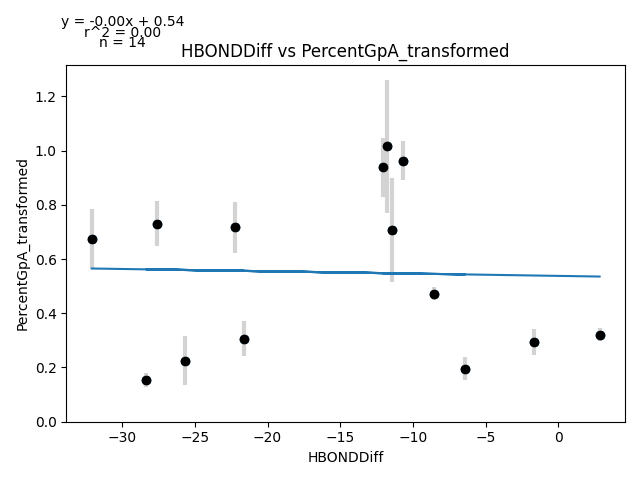 y = -0.00x + 0.54
r^2 = 0.00
n = 14
HBONDDiff vs PercentGpA_transformed
PercentGpA_transformed
1.2
1.0
0.8
0.6
0.4
0.2
0.0
−30
−25
−20
−15
−10
−5
0
HBONDDiff